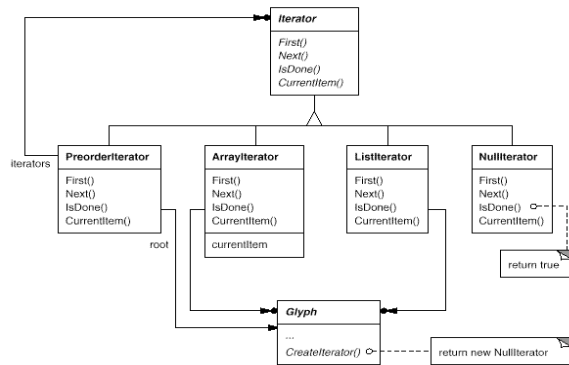 Iterator
First()
Next()
IsDone()
CurrentItem()
iterators
PreorderIterator
First()
Next()
IsDone()
CurrentItem()
root
ArrayIterator
First()
Next()
IsDone()
CurrentItem()
currentItem
ListIterator
First()
Next()
IsDone()
CurrentItem()
NullIterator
First()
Next()
IsDone()
CurrentItem()
return true
Glyph
...
CreateIterator()
return new NullIterator